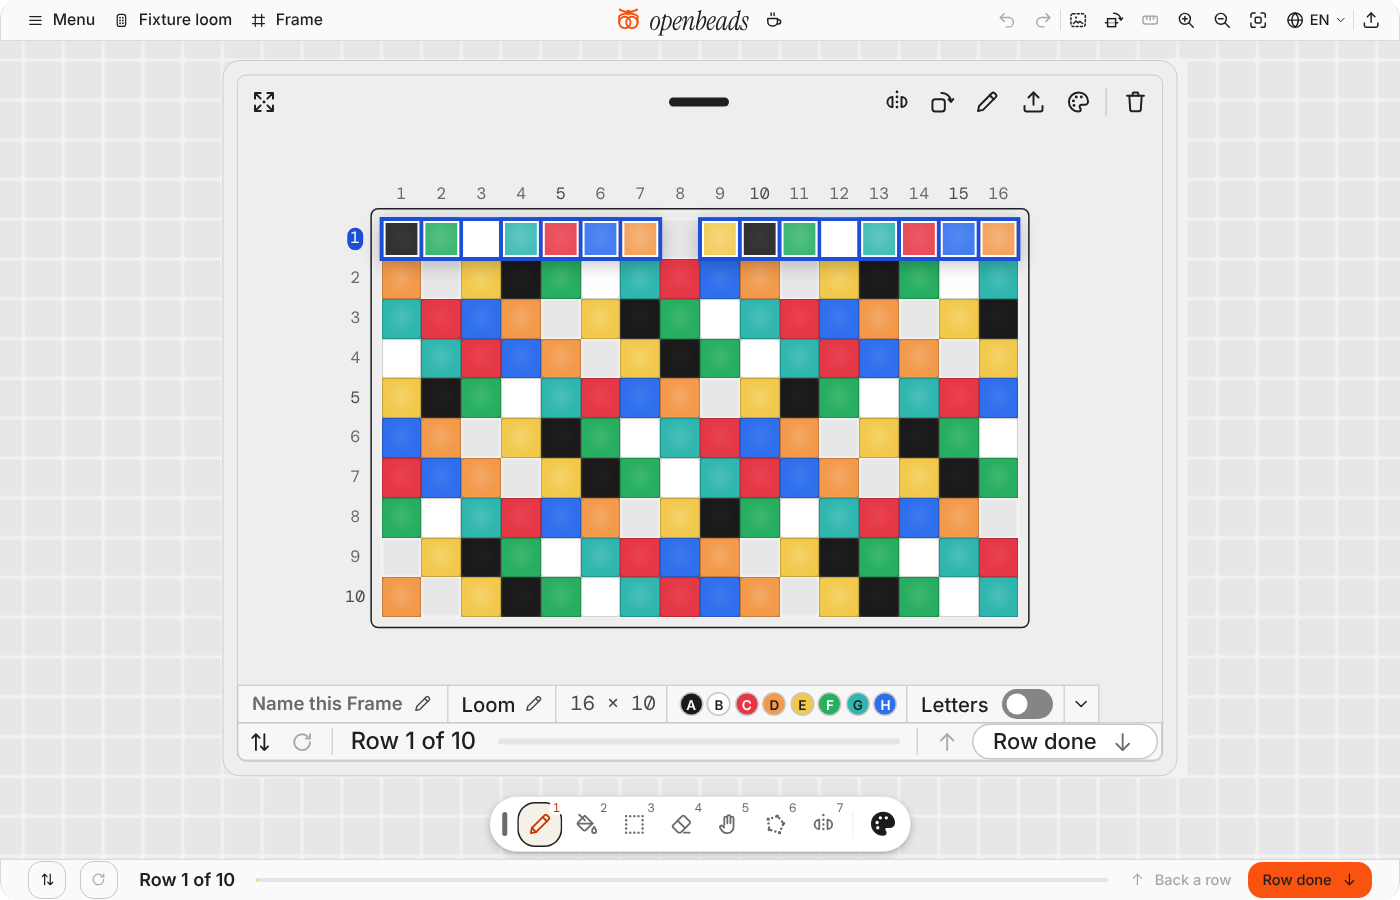 Menu Fixture loom Frame openbeads EN
1 2 3 4 5 6 7 8 9 10 11 12 13 14 15 16
1
2
3
4
5
6
7
8
9
10
Name this Frame Loom 16 × 10 A B C D E F G H Letters
Row 1 of 10 Row done
1 2 3 4 5 6 7
Row 1 of 10 Back a row Row done